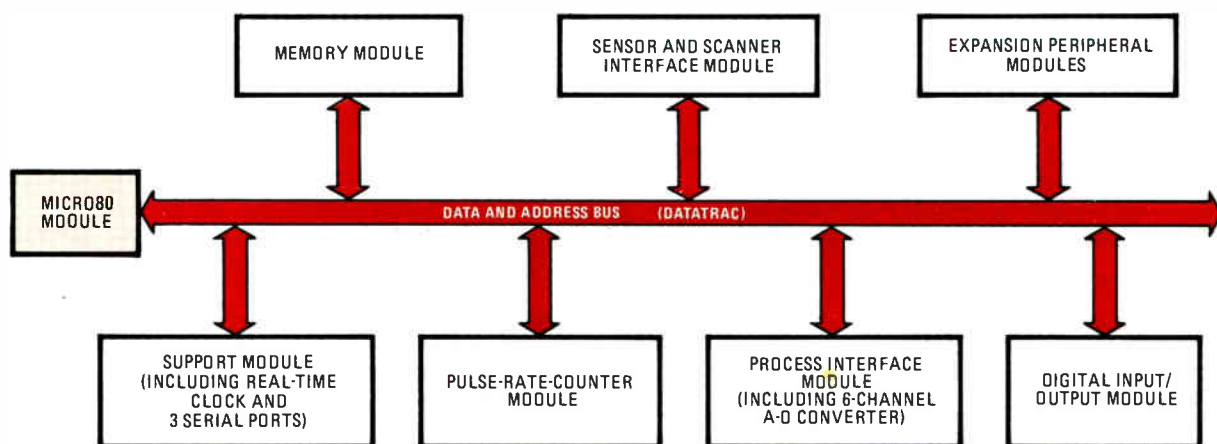 MEMORY MODULE
SENSOR AND SCANNER
INTERFACE MODULE
EXPANSION PERIPHERAL
MODULES
MICRO80
MODULE
DATA AND ADDRESS BUS (DATATRAC)
SUPPORT MODULE
(INCLUDING REAL-TIME
CLOCK AND
3 SERIAL PORTS)
PULSE-RATE-COUNTER
MODULE
PROCESS INTERFACE
MODULE
(INCLUDING 6-CHANNEL
A-D CONVERTER)
DIGITAL INPUT/
OUTPUT MODULE